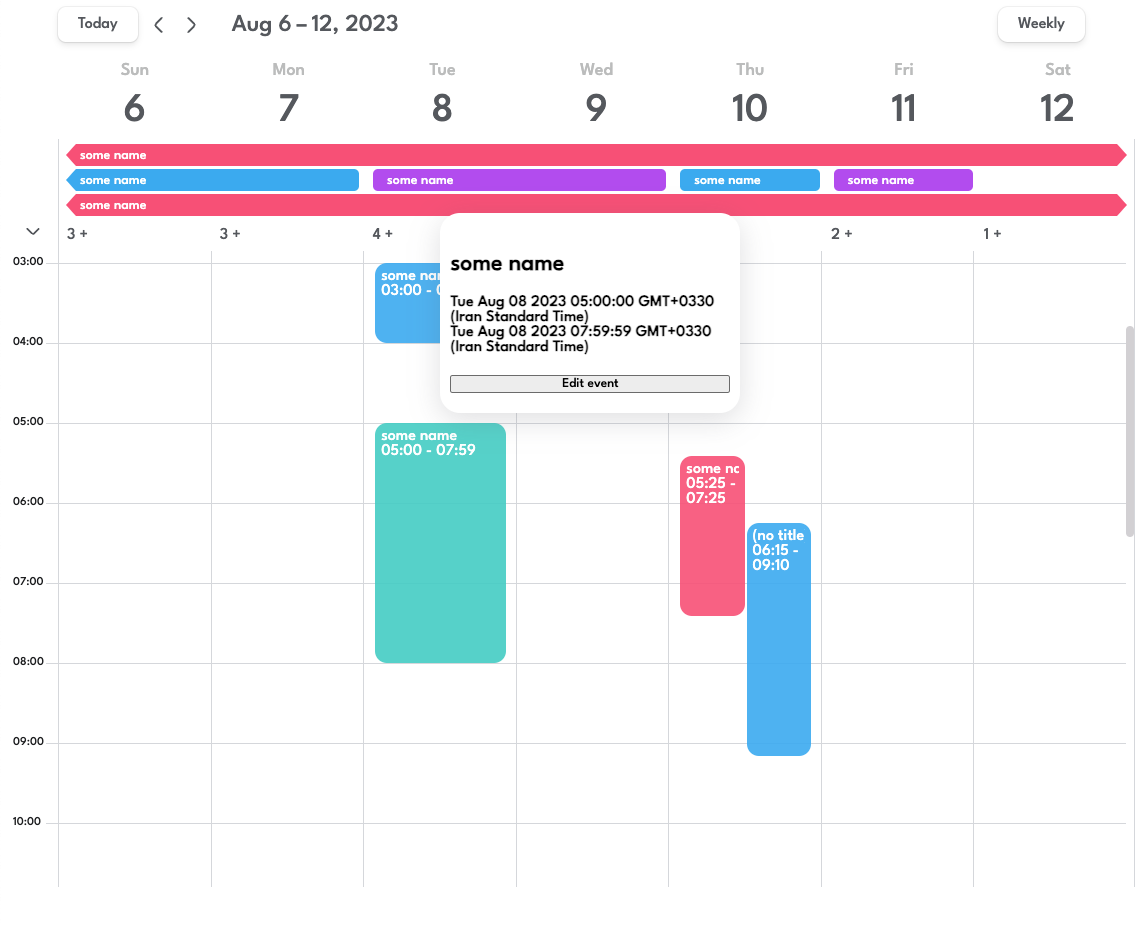 Today
Aug 6 – 12, 2023
Weekly
Sun
Mon
Tue
Wed
Thu
Fri
Sat
6
7
8
9
10
11
12
some name
some name
some name
some name
some name
some name
3 +
3 +
4 +
2 +
1 +
some name
Tue Aug 08 2023 05:00:00 GMT+0330
(Iran Standard Time)
Tue Aug 08 2023 07:59:59 GMT+0330
(Iran Standard Time)
Edit event
03:00
some
03:00 -
04:00
05:00
some name
05:00 - 07:59
some
05:25 -
07:25
06:00
(no title
06:15 -
09:10
07:00
08:00
09:00
10:00